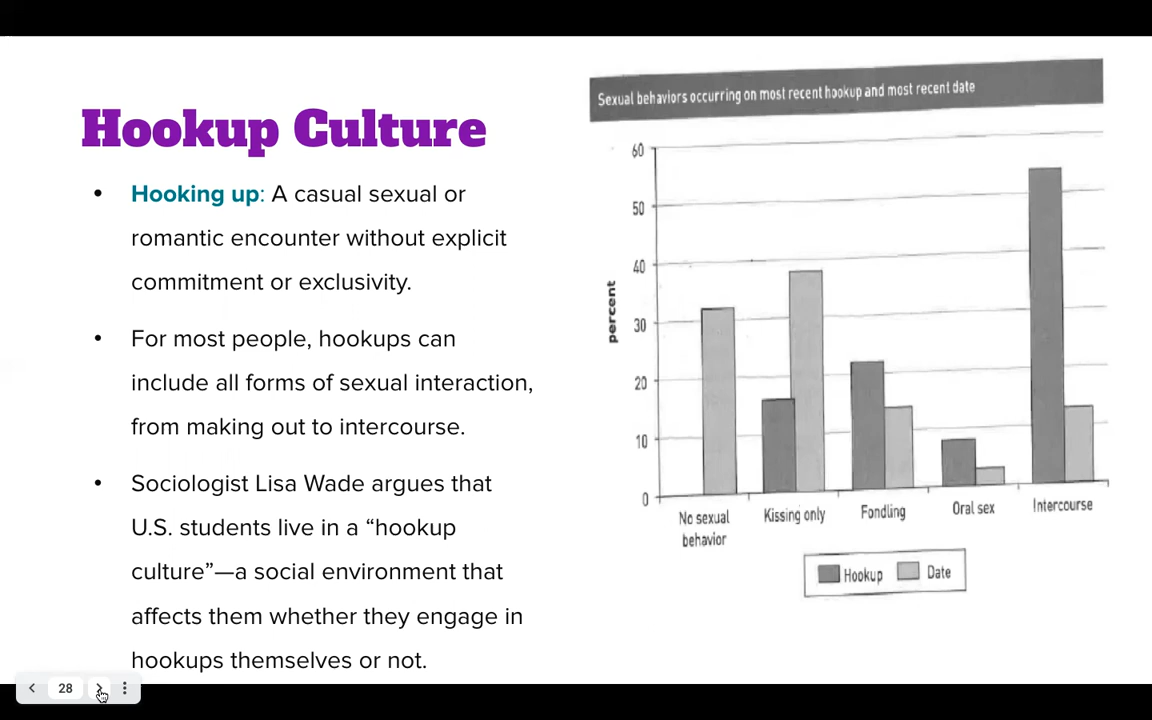 Hookup Culture
• Hooking up: A casual sexual or
romantic encounter without explicit
commitment or exclusivity.
• For most people, hookups can
include all forms of sexual interaction,
from making out to intercourse.
• Sociologist Lisa Wade argues that
U.S. students live in a “hookup
culture”—a social environment that
affects them whether they engage in
hookups themselves or not.
Sexual behaviors occurring on most recent hookup and most recent date
60
50
40
30
20
10
0
percent
No sexual
behavior
Kissing only
Fondling
Oral sex
Intercourse
Hookup
Date
28